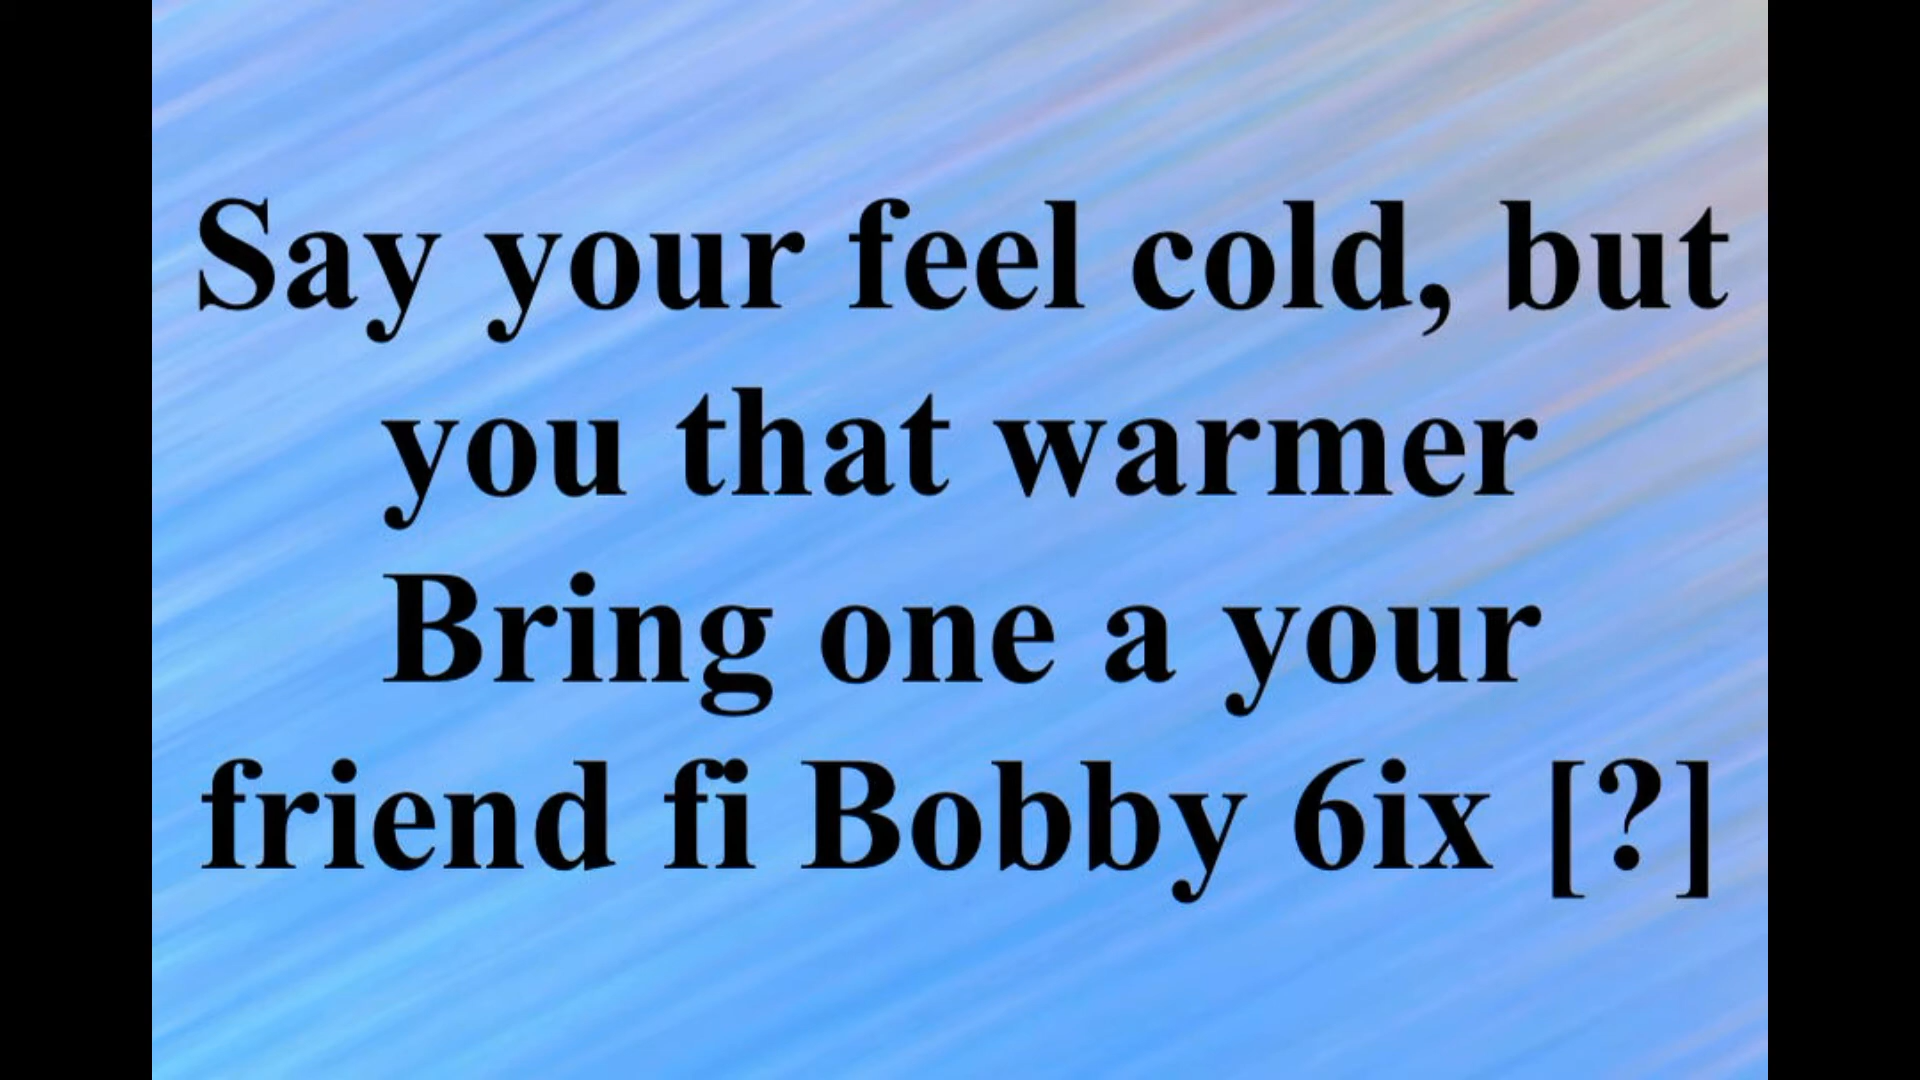 Say your feel cold, but
you that warmer
Bring one a your
friend fi Bobby 6ix [?]